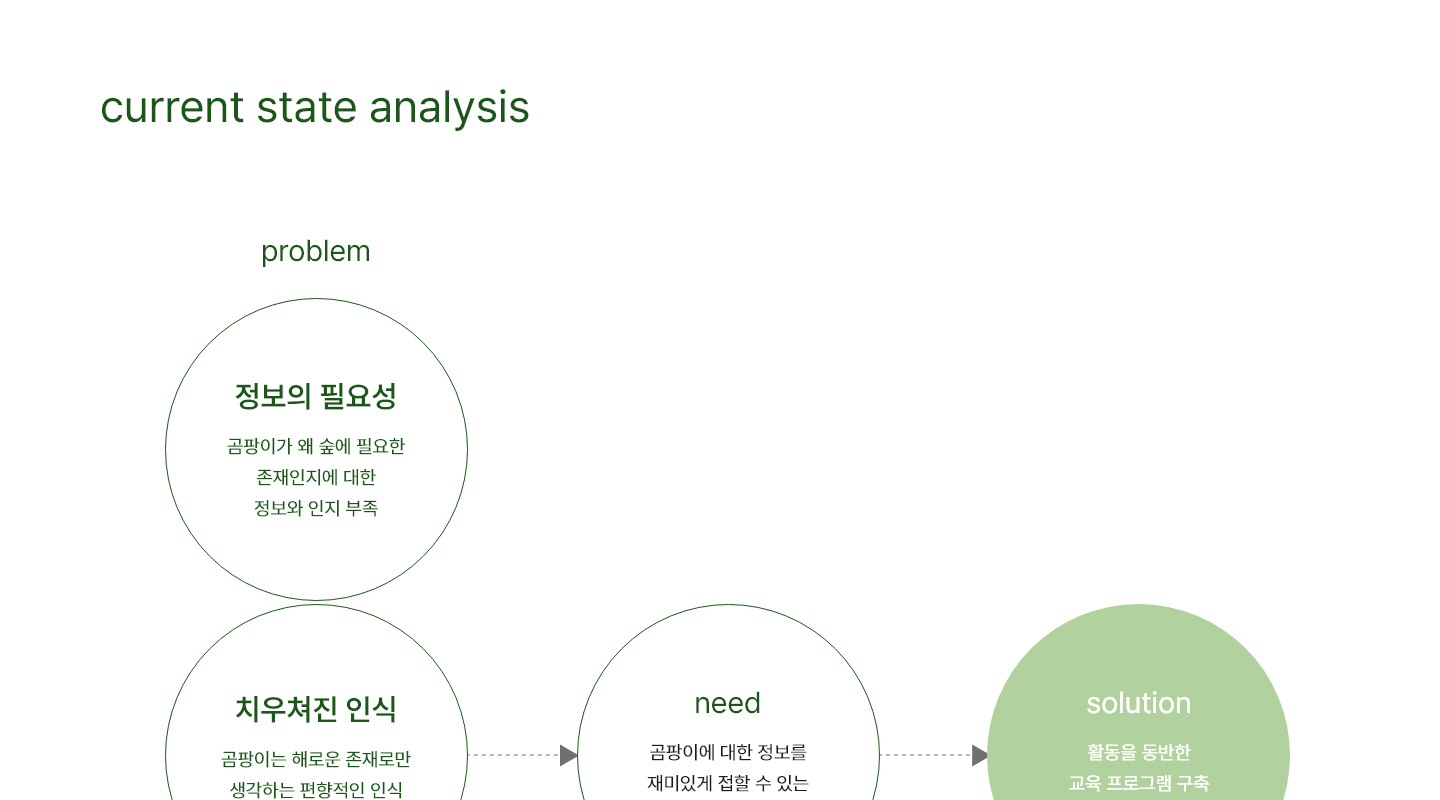 current state analysis
problem
정보의 필요성
곰팡이가 왜 숲에 필요한
존재인지에 대한
정보와 인지 부족
치우쳐진 인식
곰팡이는 해로운 존재로만
생각하는 편향적인 인식
need
곰팡이에 대한 정보를
재미있게 접할 수 있는
solution
활동을 동반한
교육 프로그램 구축